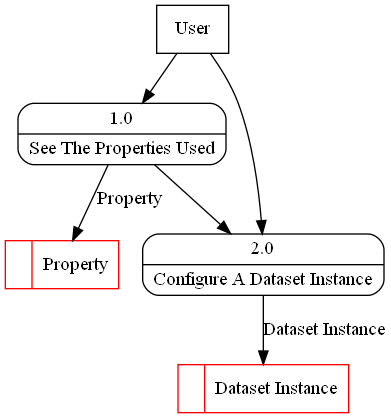 User
1.0
See The Properties Used
Property
2.0
Property
Configure A Dataset Instance
Dataset Instance
Dataset Instance